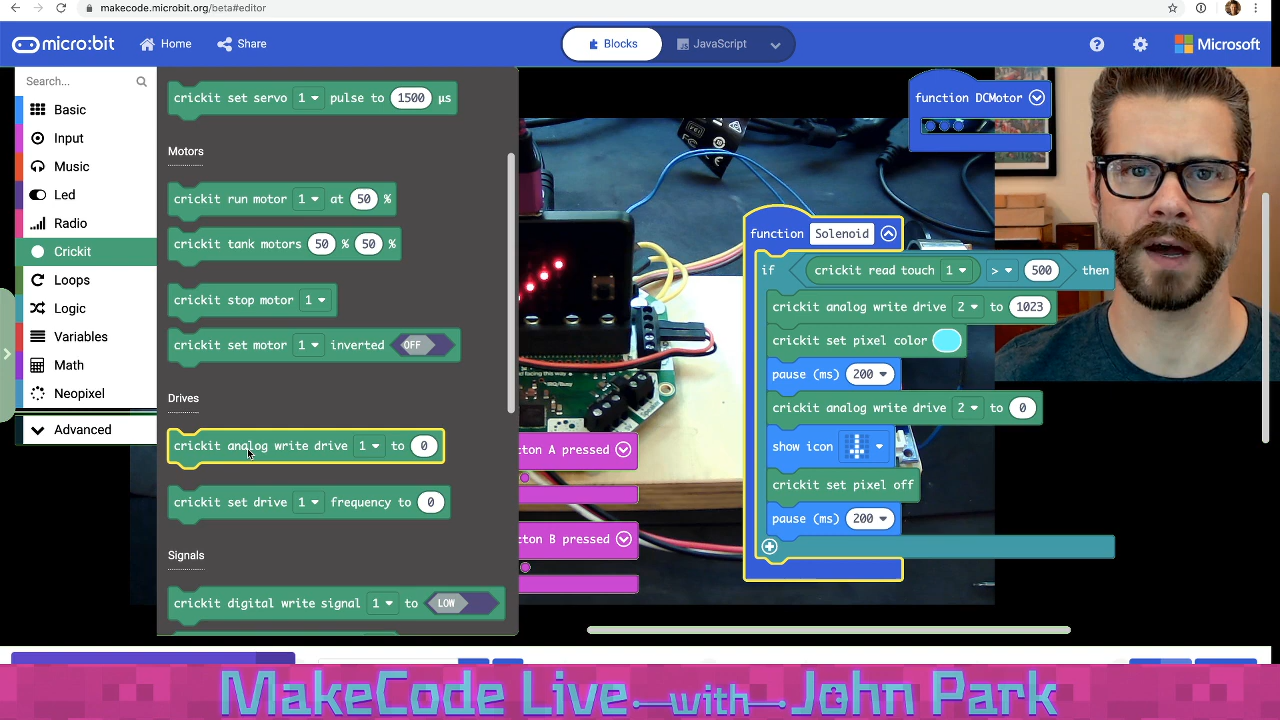 makecode.microbit.org/beta#editor
micro:bit Home Share Blocks JavaScript ? Microsoft
Search...
Basic
Input
Music
Led
Radio
Crickit
Loops
Logic
Variables
Math
Neopixel
Advanced
crickit set servo 1 pulse to 1500 µs
Motors
crickit run motor 1 at 50 %
crickit tank motors 50 % 50 %
crickit stop motor 1
crickit set motor 1 inverted OFF
Drives
crickit analog write drive 1 to 0
crickit set drive 1 frequency to 0
Signals
crickit digital write signal 1 to LOW
function DCMotor
function Solenoid
if crickit read touch 1 > 500 then
crickit analog write drive 2 to 1023
crickit set pixel color
pause (ms) 200
crickit analog write drive 2 to 0
show icon
crickit set pixel off
pause (ms) 200
ton A pressed
ton B pressed
MakeCode Live with John Park